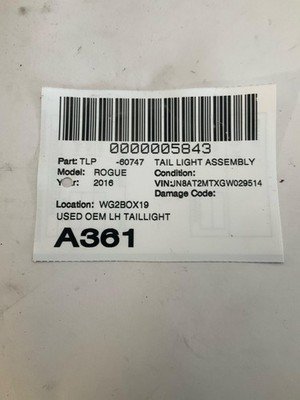 0000005843
Part: TLP -60747 TAIL LIGHT ASSEMBLY
Model: ROGUE Condition:
Year: 2016 VIN:JN8AT2MTXGW029514
Damage Code:
Location: WG2BOX19
USED OEM LH TAILLIGHT
A361